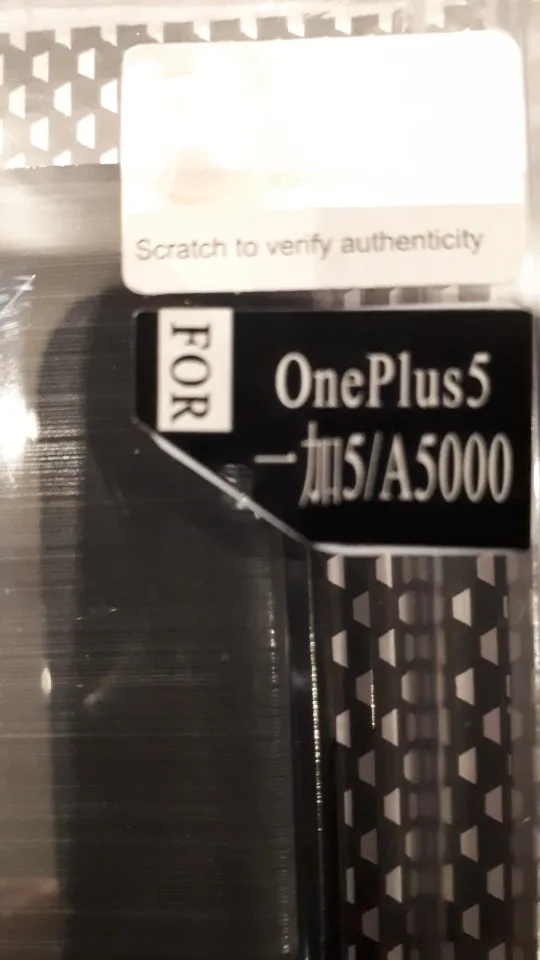 Scratch to verify authenticity
FOR
OnePlus5
一加5/A5000